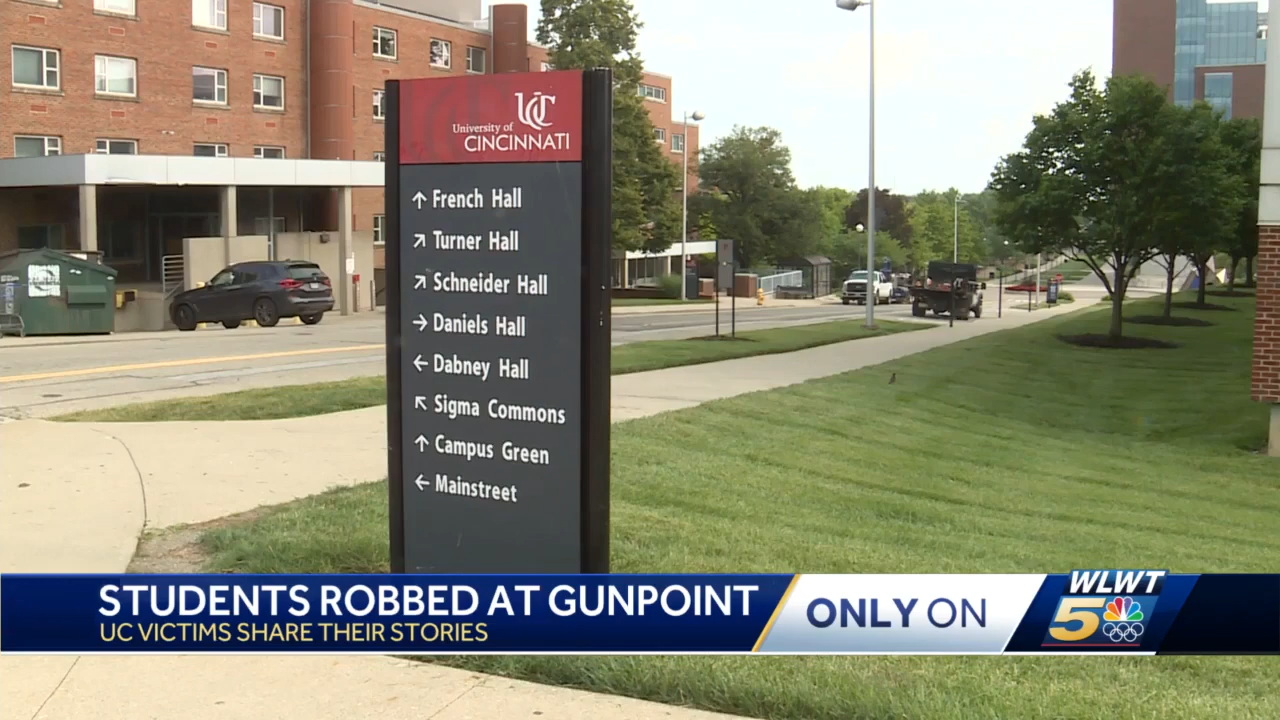 UC
University of
CINCINNATI
↑ French Hall
↗ Turner Hall
↗ Schneider Hall
→ Daniels Hall
← Dabney Hall
↖ Sigma Commons
↑ Campus Green
← Mainstreet
STUDENTS ROBBED AT GUNPOINT
UC VICTIMS SHARE THEIR STORIES
ONLY ON
WLWT
5